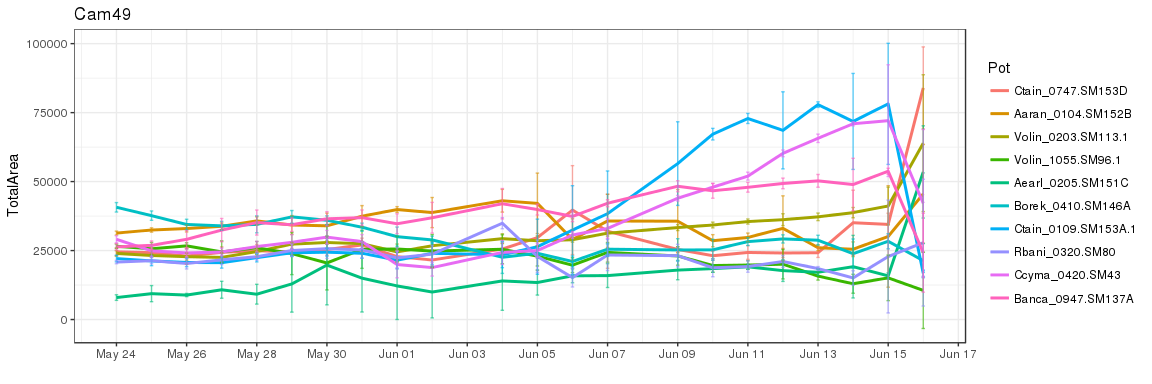 Cam49
TotalArea
100000
75000
50000
25000
0
May 24 May 26 May 28 May 30 Jun 01 Jun 03 Jun 05 Jun 07 Jun 09 Jun 11 Jun 13 Jun 15 Jun 17
Pot
Ctain_0747.SM153D
Aaran_0104.SM152B
Volin_0203.SM113.1
Volin_1055.SM96.1
Aearl_0205.SM151C
Borek_0410.SM146A
Ctain_0109.SM153A.1
Rbani_0320.SM80
Ccyma_0420.SM43
Banca_0947.SM137A